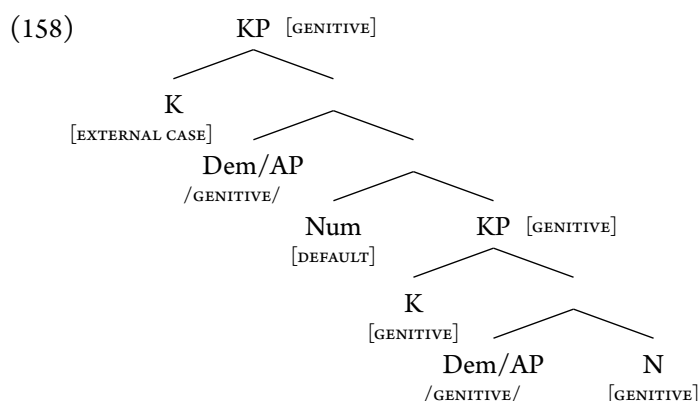 (158) KP [GENITIVE]
K
[EXTERNAL CASE]
Dem/AP
/GENITIVE/
Num KP [GENITIVE]
[DEFAULT]
K
[GENITIVE]
Dem/AP N
/GENITIVE/ [GENITIVE]